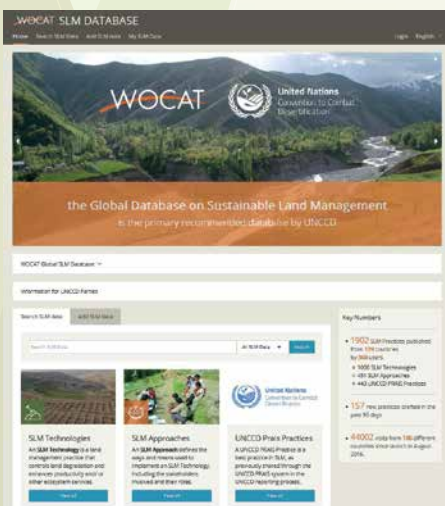 WOCAT SLM DATABASE
Home Search SLM Data Add SLM data My SLM Data
Login English
WOCAT
United Nations
Convention to Combat
Desertification
the Global Database on Sustainable Land Management
is the primary recommended database by UNCCD
WOCAT Global SLM Database
Information for UNCCD Parties
Search SLM data
Add SLM data
Search SLM Data
All SLM Data
Search
SLM Technologies
An SLM Technology is a land
management practice that
controls land degradation and
enhances productivity and/or
other ecosystem services.
View all
SLM Approaches
An SLM Approach defines the
ways and means used to
implement an SLM Technology,
including the stakeholders
involved and their roles.
View all
United Nations
Convention to Combat
Desertification
UNCCD Prais Practices
A UNCCD PRAIS Practice is a
best practice in SLM, as
previously shared through the
UNCCD PRAIS system in the
UNCCD reporting process.
View all
Key Numbers
1902 SLM Practices published
from
countries
by
users.
SLM Technologies
SLM Approaches
UNCCD PRAIS Practices
157 new practices drafted in the
past 90 days
44002 visits from
different
countries since launch in August
2016.